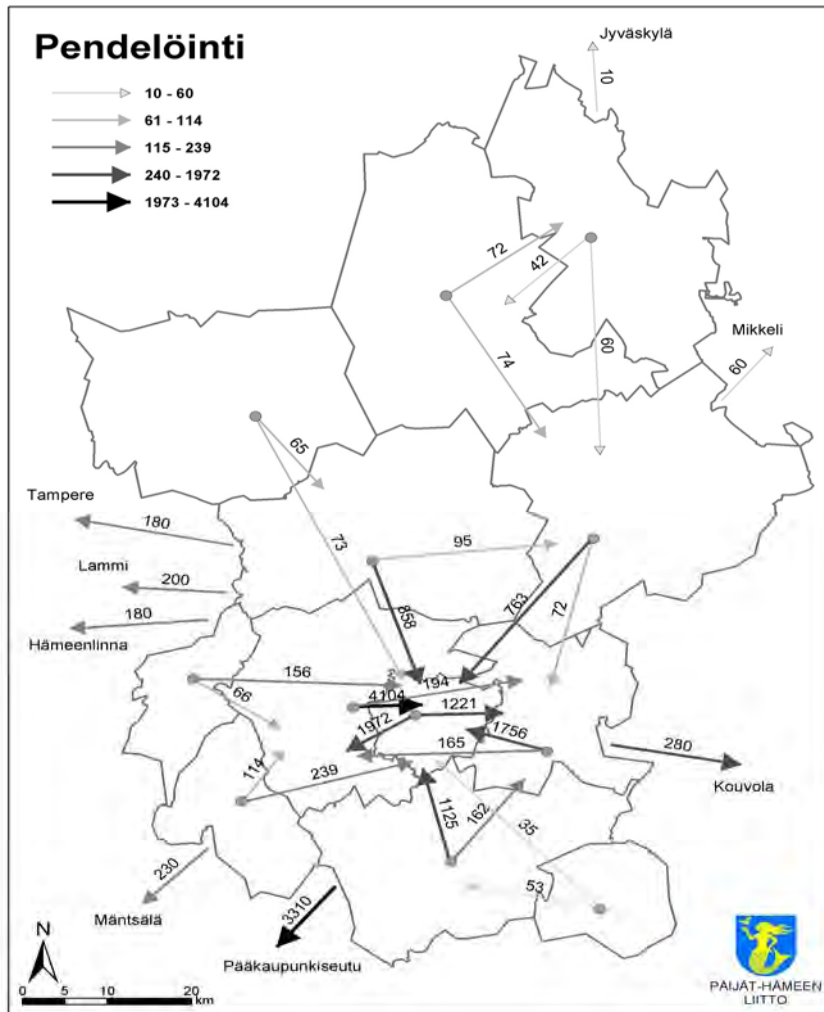 Pendelöinti
10 - 60
61 - 114
115 - 239
240 - 1972
1973 - 4104
Jyväskylä
10
72
42
60
74
Mikkeli
60
65
73
Tampere
180
Lammi
200
180
Hämeenlinna
95
858
763
72
156
66
194
4104
1221
1972
1756
165
280
Kouvola
114
239
1125
162
35
53
230
Mäntsälä
3310
Pääkaupunkiseutu
N
0 5 10 20
km
PÄIJÄT-HÄMEEN
LIITTO